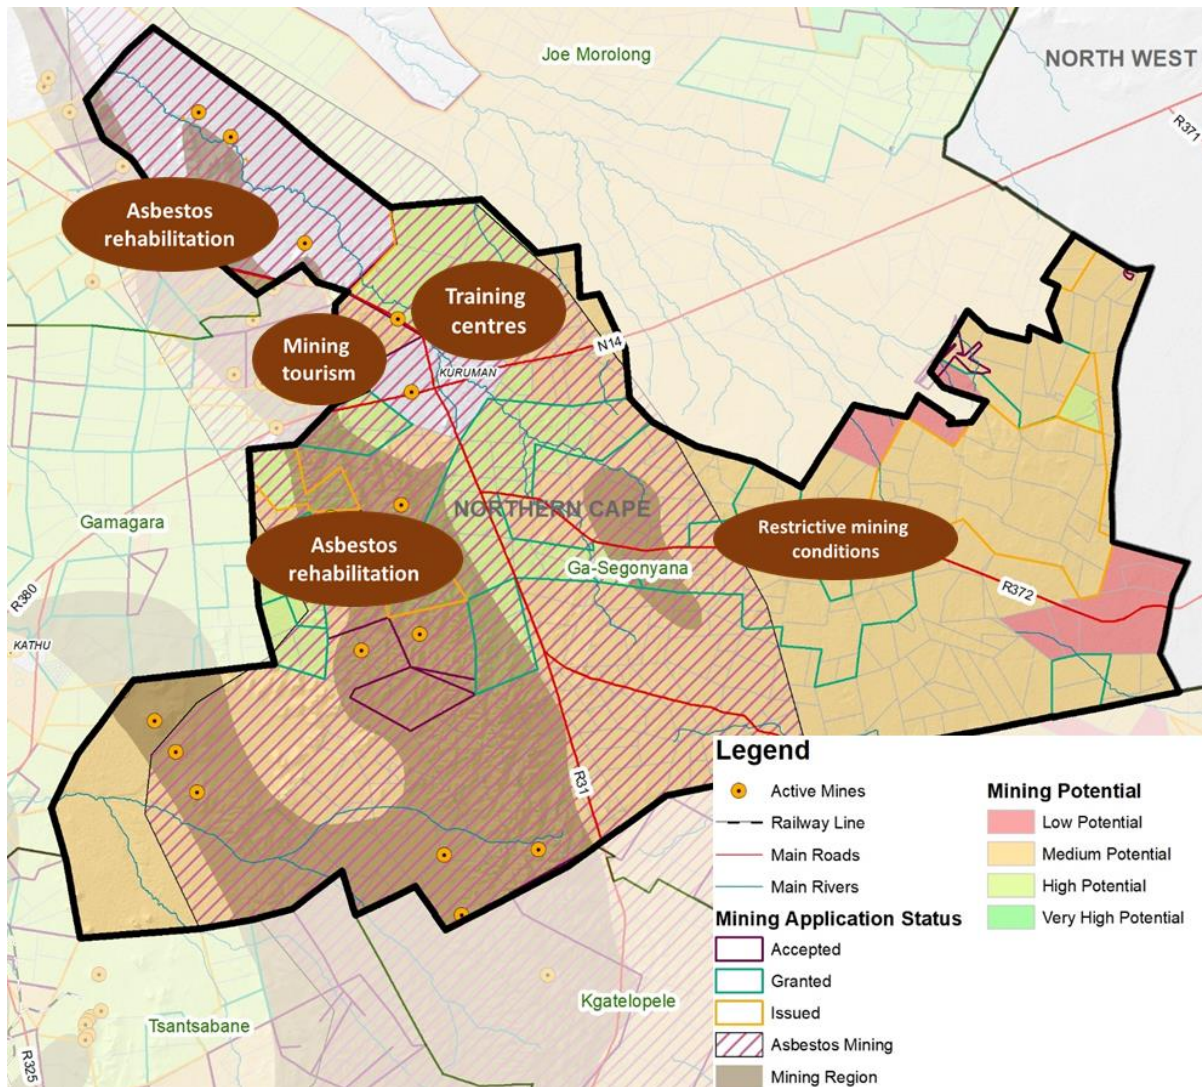 Joe Morolong
NORTH WEST
R371
Asbestos
rehabilitation
Training
centres
Mining
tourism
N14
KURUMAN
NORTHERN CAPE
Gamagara
Asbestos
rehabilitation
Restrictive mining
conditions
Ga-Segonyana
R380
R372
KATHU
R31
Tsantsabane
Kgatelopele
R325
Legend
Active Mines
Railway Line
Main Roads
Main Rivers
Mining Application Status
Accepted
Granted
Issued
Asbestos Mining
Mining Region
Mining Potential
Low Potential
Medium Potential
High Potential
Very High Potential